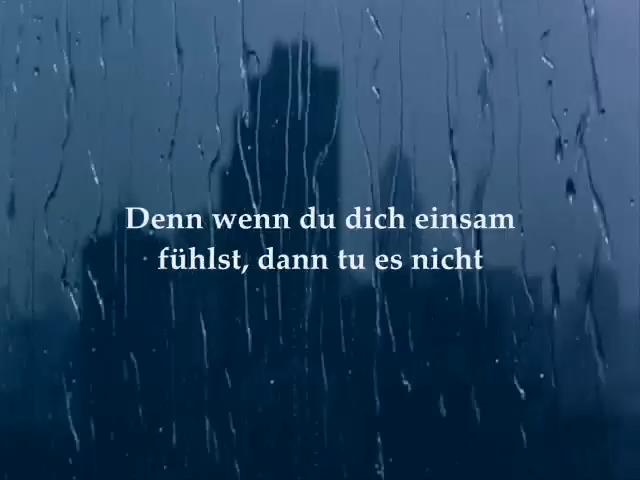 Denn wenn du dich einsam
fühlst, dann tu es nicht